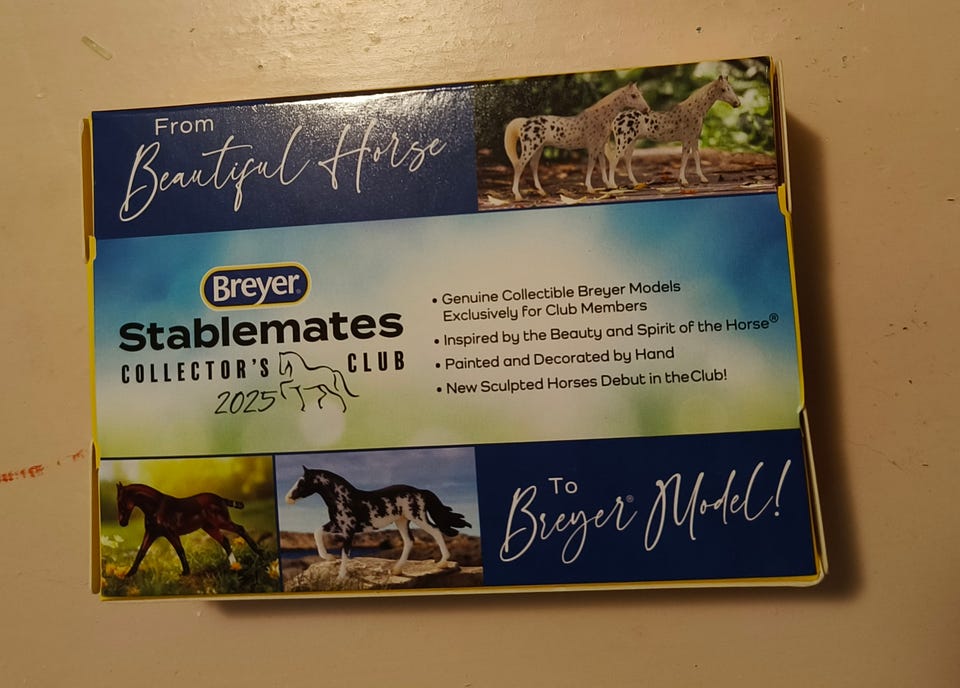 From
Beautiful Horse
Breyer®
Stablemates
COLLECTOR'S CLUB
2025
• Genuine Collectible Breyer Models
Exclusively for Club Members
• Inspired by the Beauty and Spirit of the Horse®
• Painted and Decorated by Hand
• New Sculpted Horses Debut in the Club!
To
Breyer® Model!